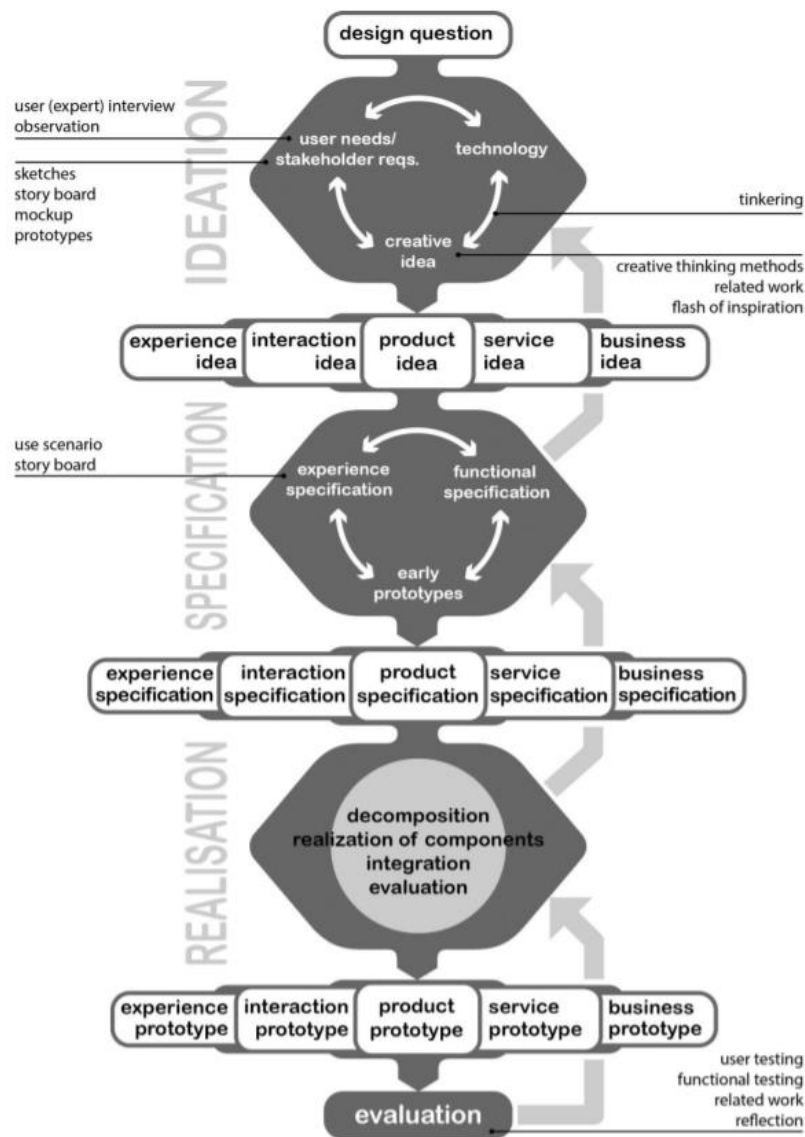 design question
IDEATION
user (expert) interview
observation
user needs/
stakeholder reqs.
technology
sketches
story board
mockup
prototypes
tinkering
creative
idea
creative thinking methods
related work
flash of inspiration
experience
idea
interaction
idea
product
idea
service
idea
business
idea
SPECIFICATION
use scenario
story board
experience
specification
functional
specification
early
prototypes
experience
specification
interaction
specification
product
specification
service
specification
business
specification
REALISATION
decomposition
realization of components
integration
evaluation
experience
prototype
interaction
prototype
product
prototype
service
prototype
business
prototype
evaluation
user testing
functional testing
related work
reflection